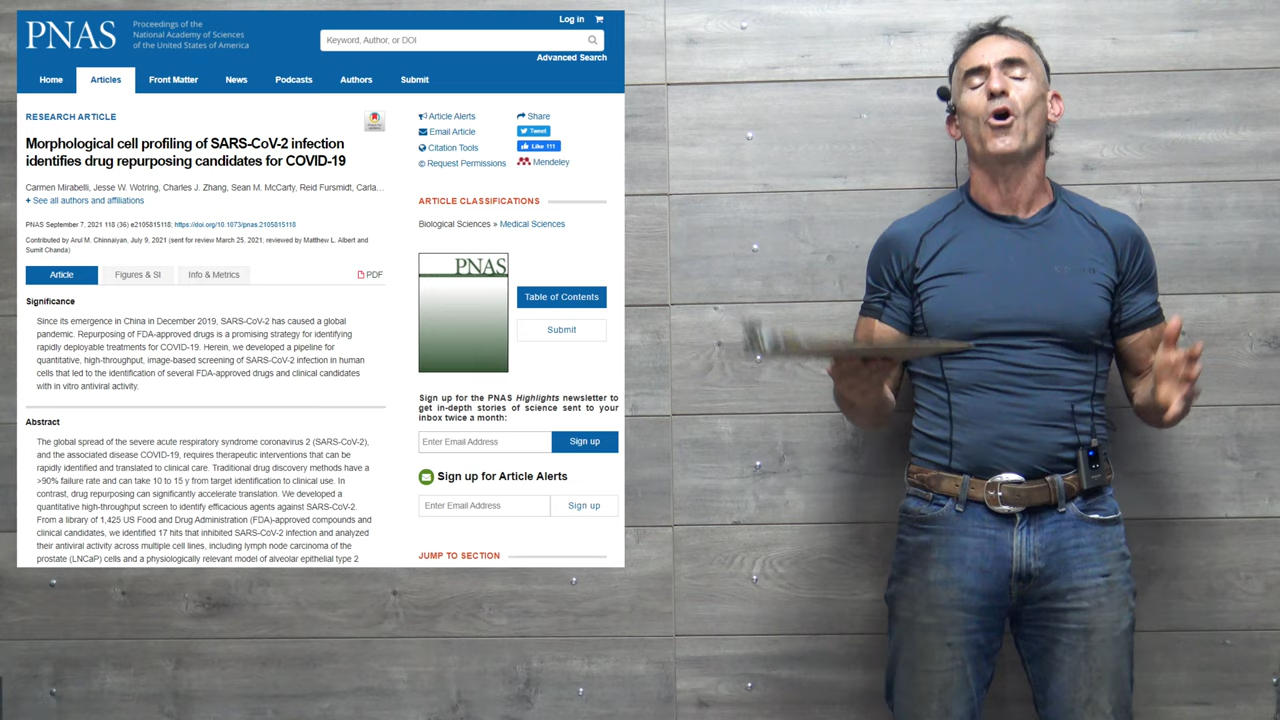 PNAS
Proceedings of the
National Academy of Sciences
of the United States of America
Log in
Keyword, Author, or DOI
Advanced Search
Home
Articles
Front Matter
News
Podcasts
Authors
Submit
RESEARCH ARTICLE
Morphological cell profiling of SARS-CoV-2 infection
identifies drug repurposing candidates for COVID-19
Carmen Mirabelli, Jesse W. Wotring, Charles J. Zhang, Sean M. McCarty, Reid Fursmidt, Carla...
+ See all authors and affiliations
PNAS September 7, 2021 118 (36) e2105815118; https://doi.org/10.1073/pnas.2105815118
Contributed by Arul M. Chinnaiyan, July 9, 2021 (sent for review March 25, 2021; reviewed by Matthew L. Albert and
Sumit Chanda)
Article
Figures & SI
Info & Metrics
PDF
Significance
Since its emergence in China in December 2019, SARS-CoV-2 has caused a global
pandemic. Repurposing of FDA-approved drugs is a promising strategy for identifying
rapidly deployable treatments for COVID-19. Herein, we developed a pipeline for
quantitative, high-throughput, image-based screening of SARS-CoV-2 infection in human
cells that led to the identification of several FDA-approved drugs and clinical candidates
with in vitro antiviral activity.
Abstract
The global spread of the severe acute respiratory syndrome coronavirus 2 (SARS-CoV-2),
and the associated disease COVID-19, requires therapeutic interventions that can be
rapidly identified and translated to clinical care. Traditional drug discovery methods have a
>90% failure rate and can take 10 to 15 y from target identification to clinical use. In
contrast, drug repurposing can significantly accelerate translation. We developed a
quantitative high-throughput screen to identify efficacious agents against SARS-CoV-2.
From a library of 1,425 US Food and Drug Administration (FDA)-approved compounds and
clinical candidates, we identified 17 hits that inhibited SARS-CoV-2 infection and analyzed
their antiviral activity across multiple cell lines, including lymph node carcinoma of the
prostate (LNCaP) cells and a physiologically relevant model of alveolar epithelial type 2
Article Alerts
Share
Email Article
Tweet
Citation Tools
Like 111
© Request Permissions
Mendeley
ARTICLE CLASSIFICATIONS
Biological Sciences » Medical Sciences
PNAS
Table of Contents
Submit
Sign up for the PNAS Highlights newsletter to
get in-depth stories of science sent to your
inbox twice a month:
Enter Email Address
Sign up
Sign up for Article Alerts
Enter Email Address
Sign up
JUMP TO SECTION